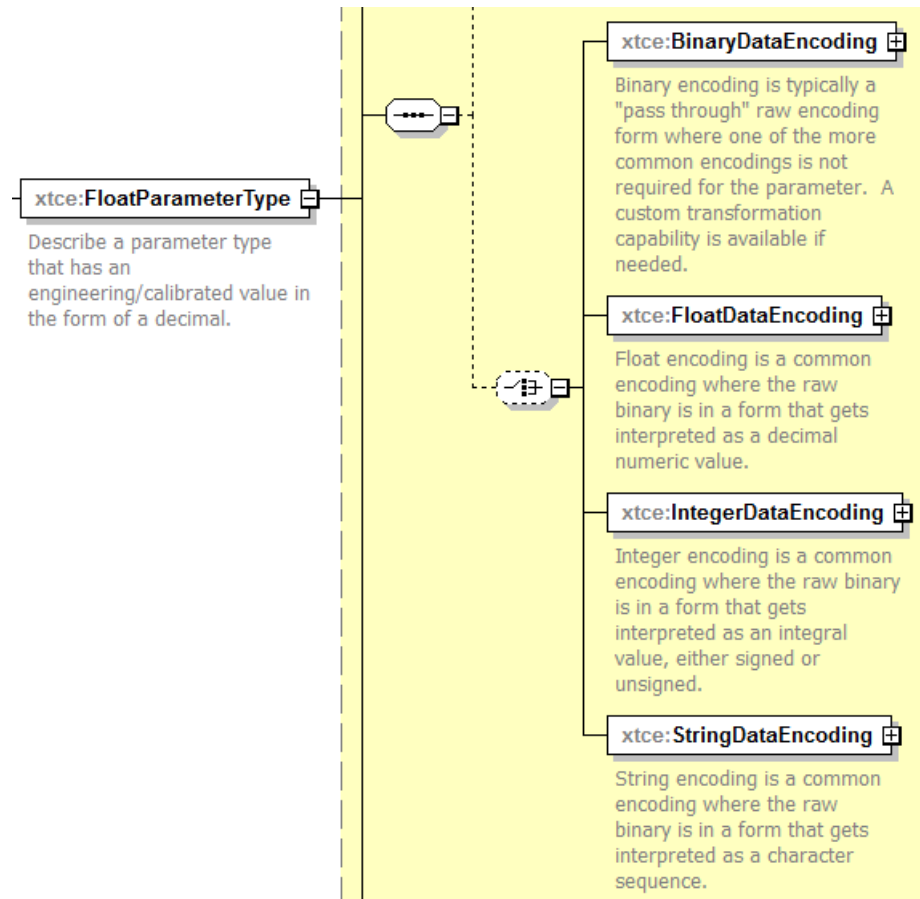 xtce:BinaryDataEncoding
Binary encoding is typically a
"pass through" raw encoding
form where one of the more
common encodings is not
required for the parameter.  A
custom transformation
capability is available if
needed.
xtce:FloatParameterType
Describe a parameter type
that has an
engineering/calibrated value in
the form of a decimal.
xtce:FloatDataEncoding
Float encoding is a common
encoding where the raw
binary is in a form that gets
interpreted as a decimal
numeric value.
xtce:IntegerDataEncoding
Integer encoding is a common
encoding where the raw binary
is in a form that gets
interpreted as an integral
value, either signed or
unsigned.
xtce:StringDataEncoding
String encoding is a common
encoding where the raw
binary is in a form that gets
interpreted as a character
sequence.